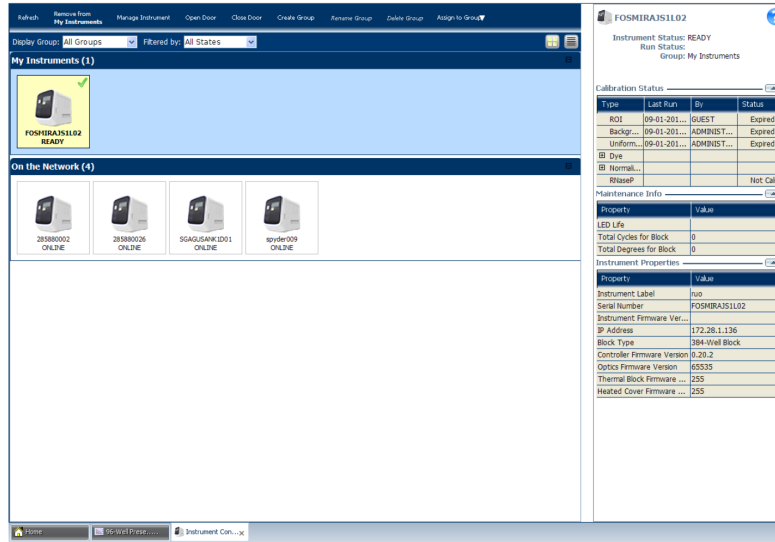 Refresh
Remove from
My Instruments
Manage Instrument
Open Door
Close Door
Create Group
Rename Group
Delete Group
Assign to Group
Display Group: All Groups
Filtered by: All States
My Instruments (1)
FOSMIRAJS1L02
READY
On the Network (4)
285880002
ONLINE
285880026
ONLINE
SGAGUSANK1D01
ONLINE
spyder009
ONLINE
FOSMIRAJS1L02
Instrument Status: READY
Run Status:
Group: My Instruments
Calibration Status
Type Last Run By Status
ROI 09-01-201... GUEST Expired
Backgr... 09-01-201... ADMINIST... Expired
Uniform... 09-01-201... ADMINIST... Expired
Dye
Normali...
RNaseP Not Cal
Maintenance Info
Property Value
LED Life
Total Cycles for Block 0
Total Degrees for Block 0
Instrument Properties
Property Value
Instrument Label ruo
Serial Number FOSMIRAJS1L02
Instrument Firmware Ver...
IP Address 172.28.1.136
Block Type 384-Well Block
Controller Firmware Version 0.20.2
Optics Firmware Version 65535
Thermal Block Firmware ... 255
Heated Cover Firmware ... 255
Home
96-Well Prese......
Instrument Con... x